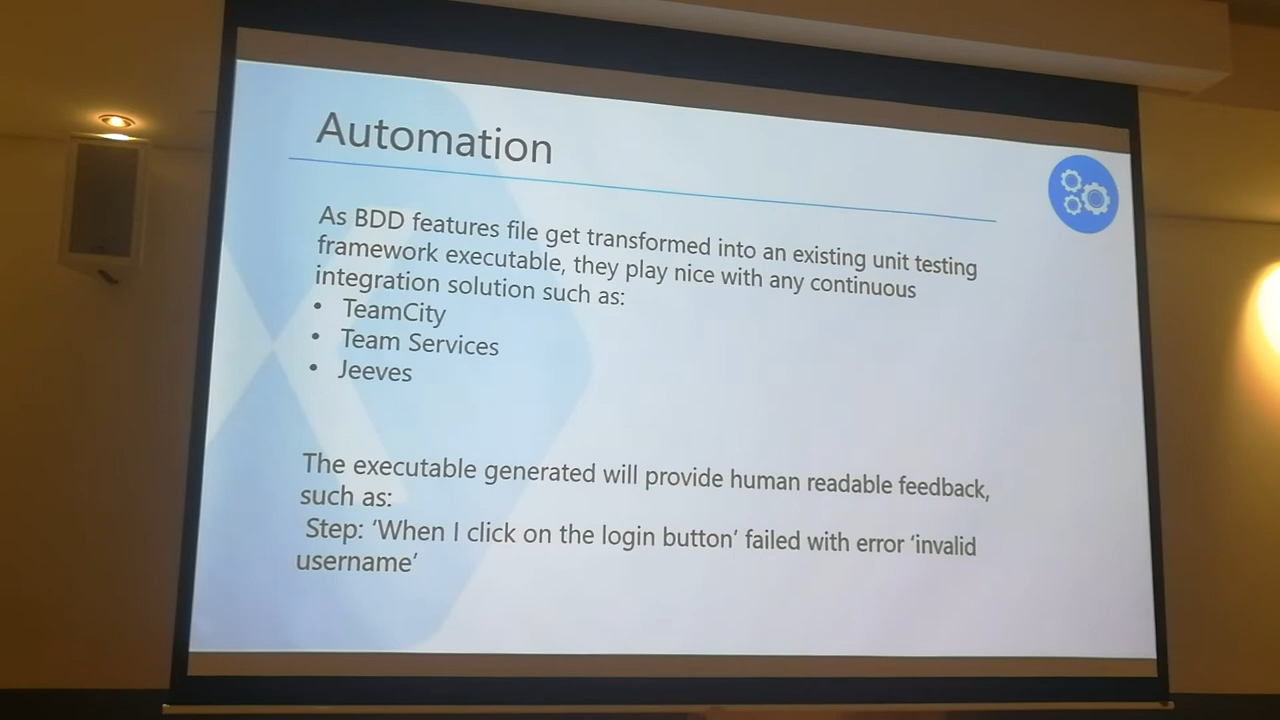 Automation
As BDD features file get transformed into an existing unit testing
framework executable, they play nice with any continuous
integration solution such as:
• TeamCity
• Team Services
• Jeeves
The executable generated will provide human readable feedback,
such as:
Step: ‘When I click on the login button’ failed with error ‘invalid
username’